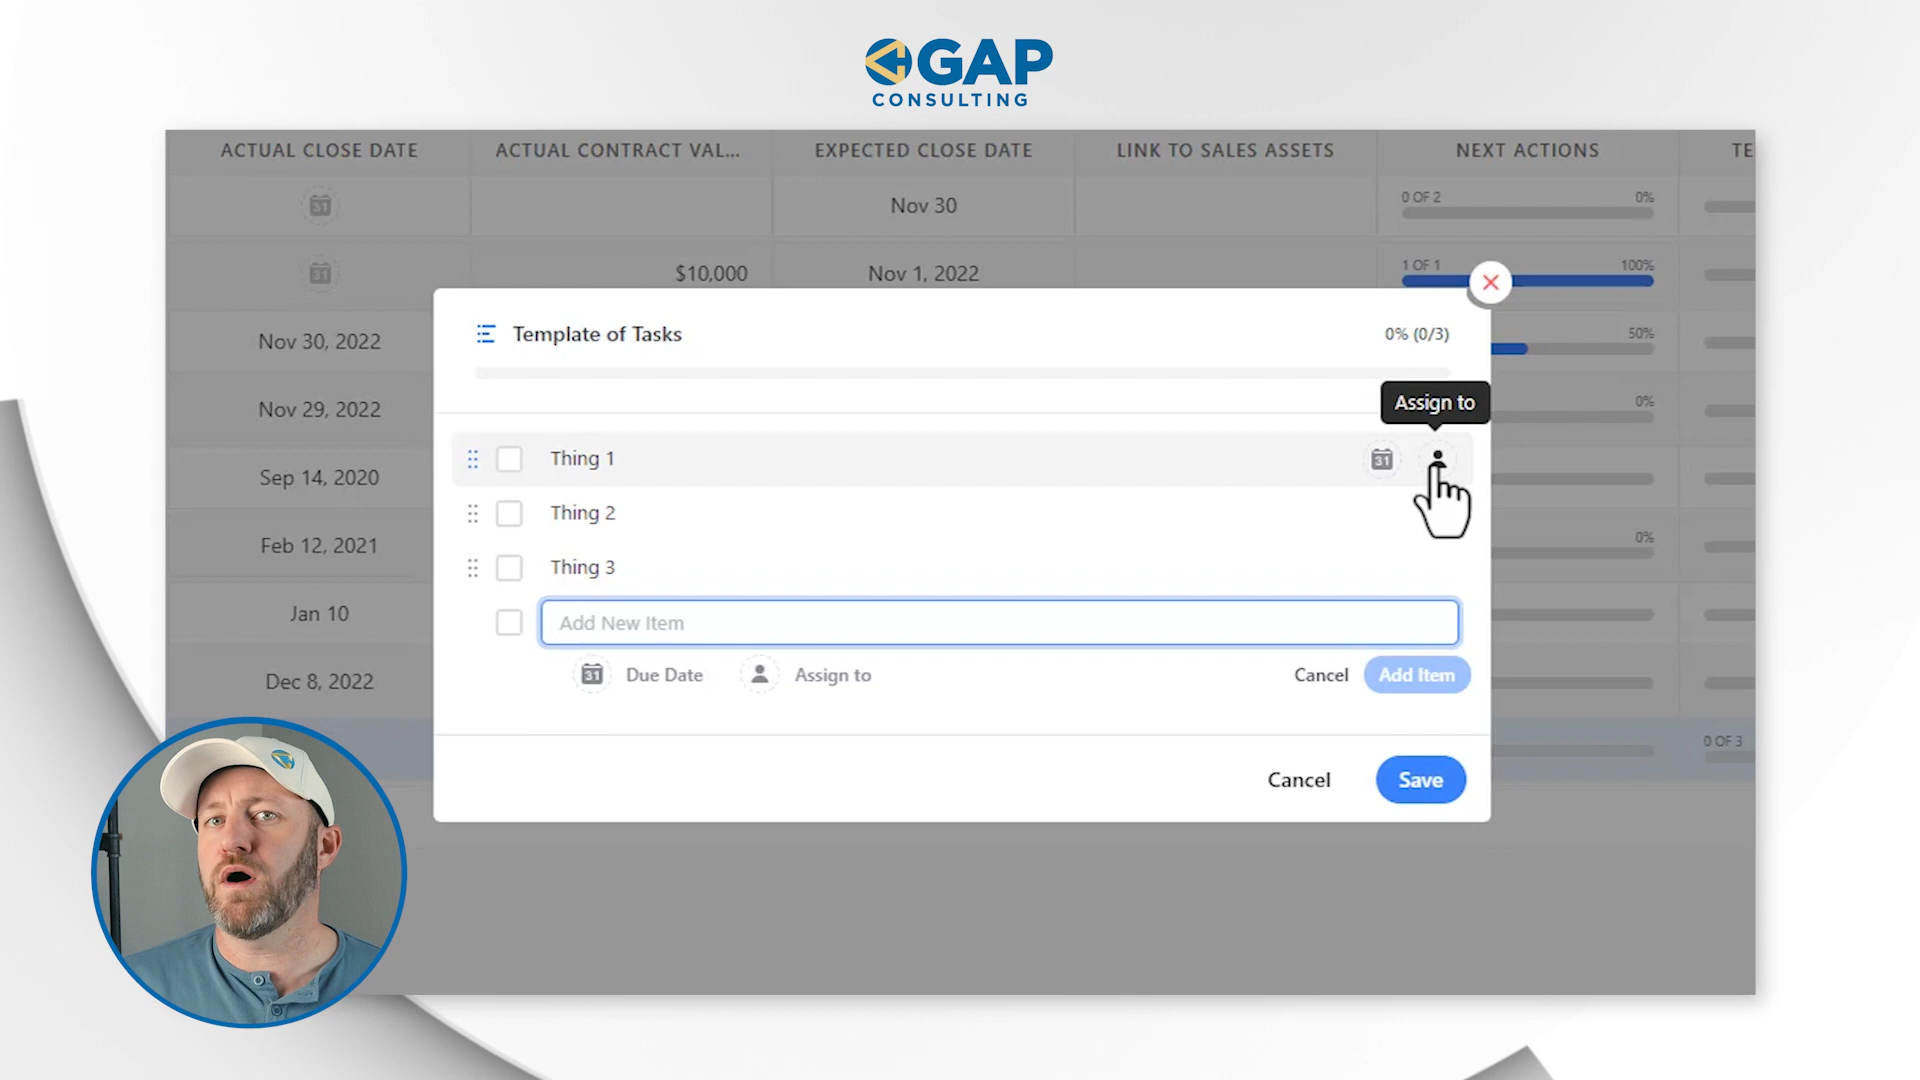 GAP
CONSULTING
ACTUAL CLOSE DATE ACTUAL CONTRACT VAL... EXPECTED CLOSE DATE LINK TO SALES ASSETS NEXT ACTIONS TE
31 Nov 30 0 OF 2 0%
31 $10,000 Nov 1, 2022 1 OF 1 100%
Nov 30, 2022 50%
Nov 29, 2022 0%
Sep 14, 2020
Feb 12, 2021 0%
Jan 10
Dec 8, 2022
0 OF 3
Template of Tasks 0% (0/3)
Assign to
Thing 1 31
Thing 2
Thing 3
Add New Item
31 Due Date Assign to Cancel Add Item
Cancel Save